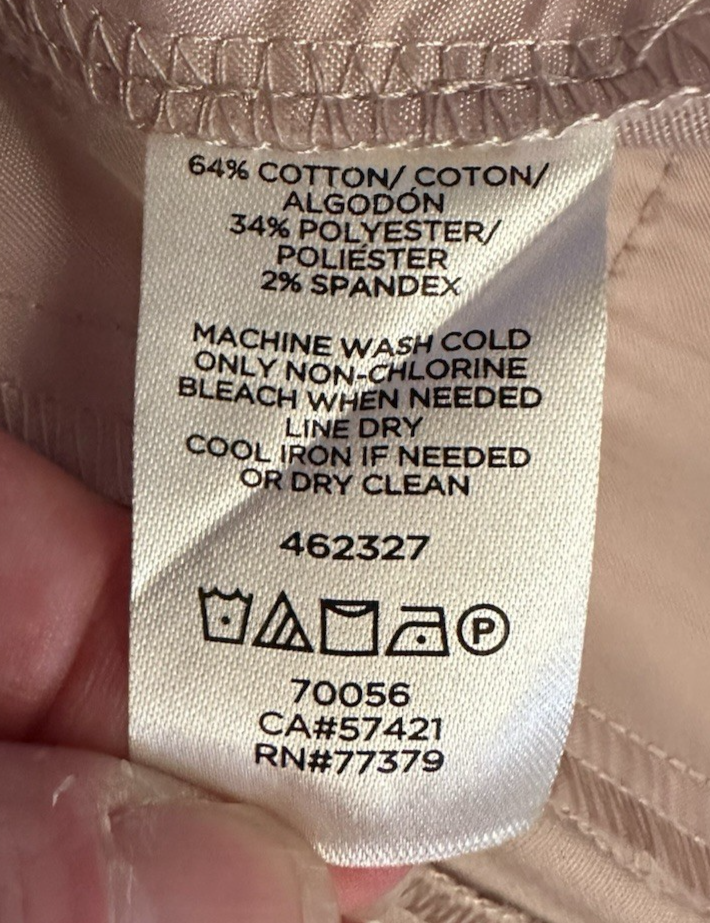 64% COTTON/ COTON/
ALGODÓN
34% POLYESTER/
POLIÉSTER
2% SPANDEX
MACHINE WASH COLD
ONLY NON-CHLORINE
BLEACH WHEN NEEDED
LINE DRY
COOL IRON IF NEEDED
OR DRY CLEAN
462327
P
70056
CA#57421
RN#77379